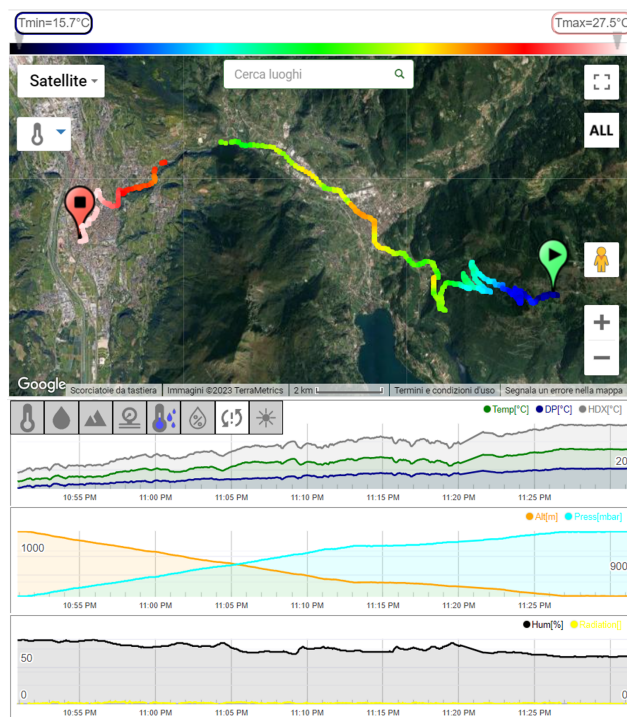 Tmin=15.7°C
Tmax=27.5°C
Satellite
Cerca luoghi
ALL
Google
Scorciatoie da tastiera
Immagini ©2023 TerraMetrics
2 km
Termini e condizioni d'uso
Segnala un errore nella mappa
Temp[°C] DP[°C] HDX[°C]
20
10:55 PM 11:00 PM 11:05 PM 11:10 PM 11:15 PM 11:20 PM 11:25 PM
Alt[m] Press[mbar]
1000
900
10:55 PM 11:00 PM 11:05 PM 11:10 PM 11:15 PM 11:20 PM 11:25 PM
Hum[%] Radiation[]
50
0
0
10:55 PM 11:00 PM 11:05 PM 11:10 PM 11:15 PM 11:20 PM 11:25 PM